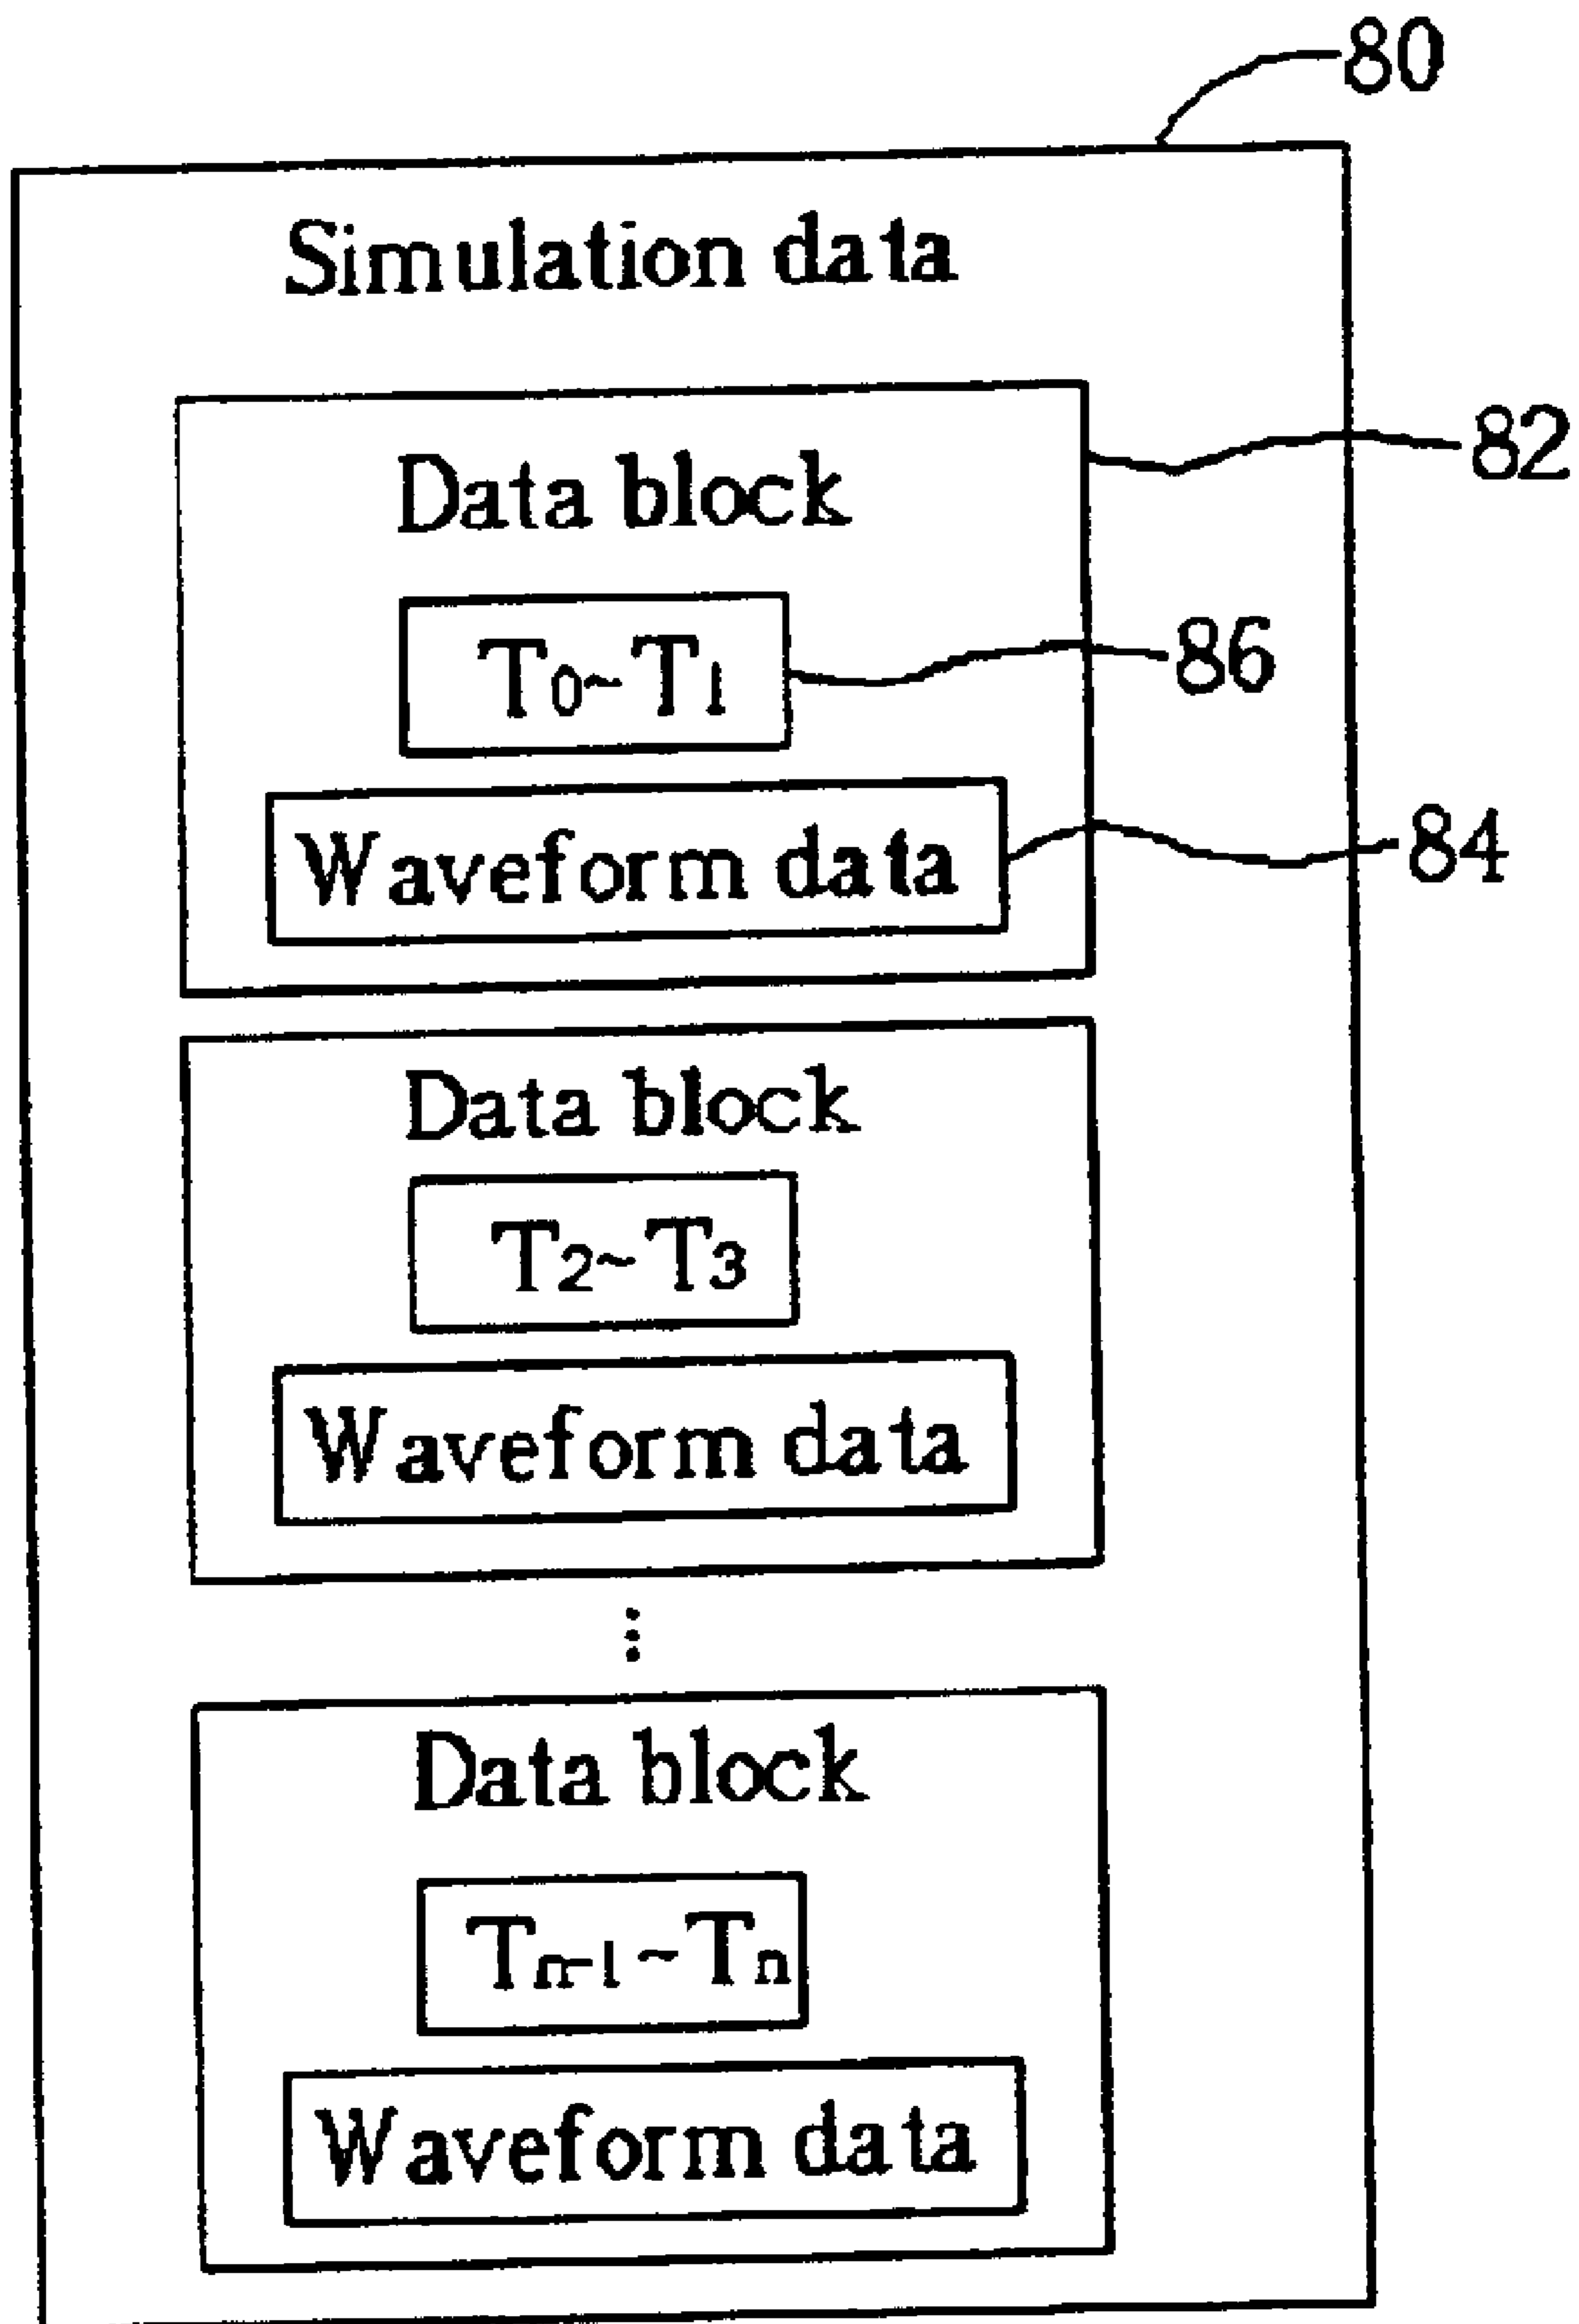 80
Simulation data
Data block
82
T0~T1
86
Waveform data
84
Data block
T2~T3
Waveform data
⋮
Data block
Tn-1~Tn
Waveform data